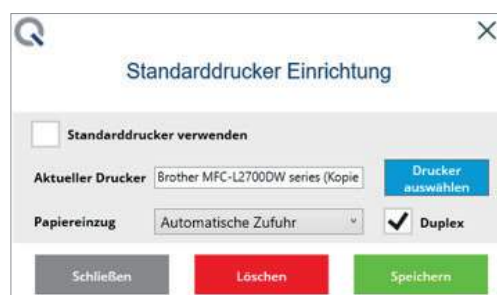 Standarddrucker Einrichtung
Standarddrucker verwenden
Aktueller Drucker Brother MFC-L2700DW series (Kopie Drucker auswählen
Papiereinzug Automatische Zufuhr Duplex
Schließen Löschen Speichern